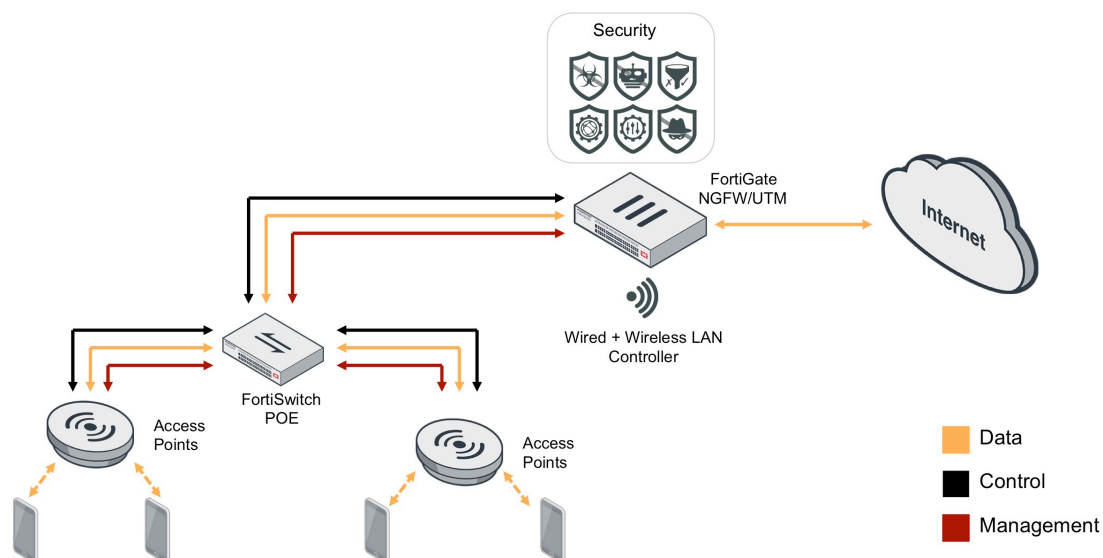 Security
FortiGate
NGFW/UTM
Internet
Wired + Wireless LAN
Controller
FortiSwitch
POE
Access
Points
Access
Points
Data
Control
Management